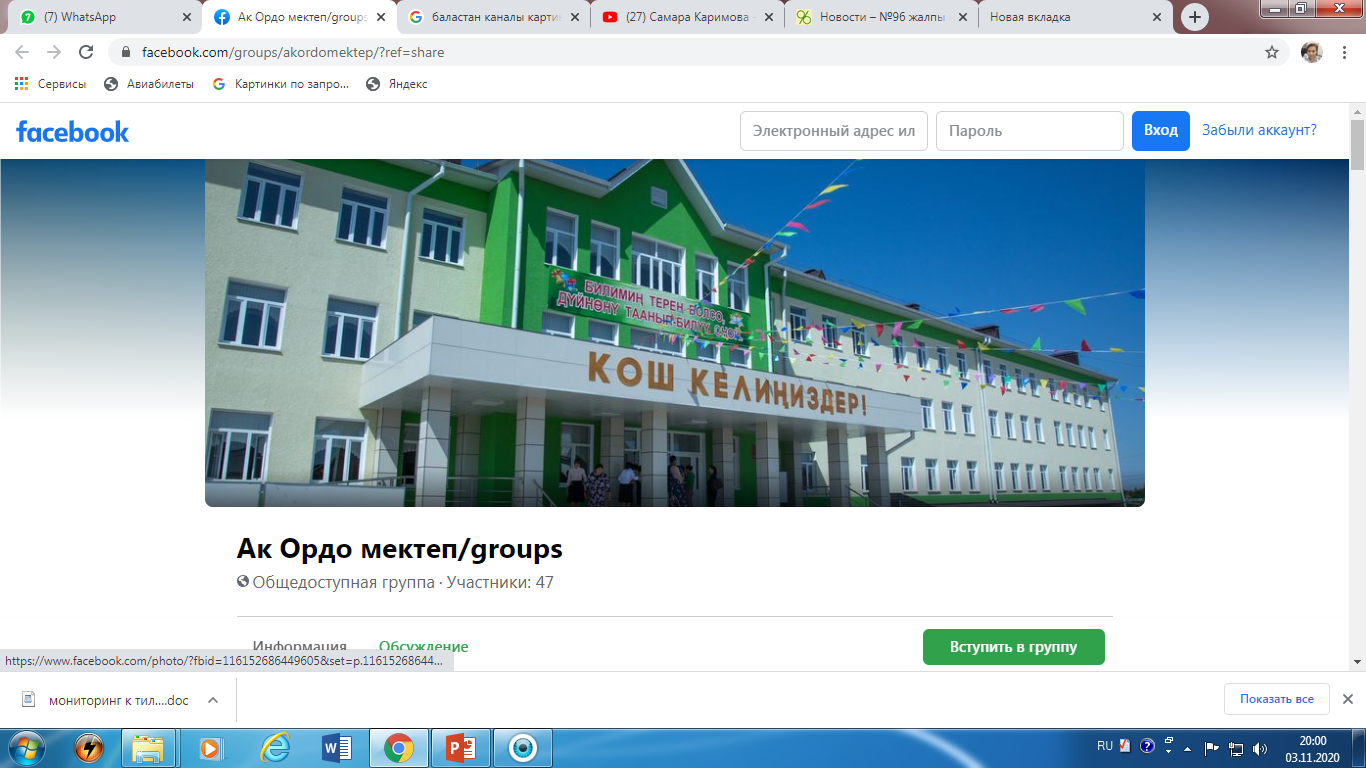 (7) WhatsApp
Ак Ордо мектеп/groups
баластан каналы карти
(27) Самара Каримова -
Новости – №96 жалпы
Новая вкладка
facebook.com/groups/akordomektep/?ref=share
Сервисы
Авиабилеты
Картинки по запро...
Яндекс
facebook
Электронный адрес ил
Пароль
Вход
Забыли аккаунт?
БИЛИМИҢ ТЕРЕН БОЛСО,
ДҮЙНӨНҮ ТААНЫП-БИЛҮҮ ОҢОЙ
КОШ КЕЛИҢИЗДЕР!
Ак Ордо мектеп/groups
Общедоступная группа · Участники: 47
Информация
Обсуждение
Вступить в группу
https://www.facebook.com/photo/?fbid=116152686449605&set=p.11615268644...
мониторинг к тил....doc
Показать все
RU
20:00
03.11.2020